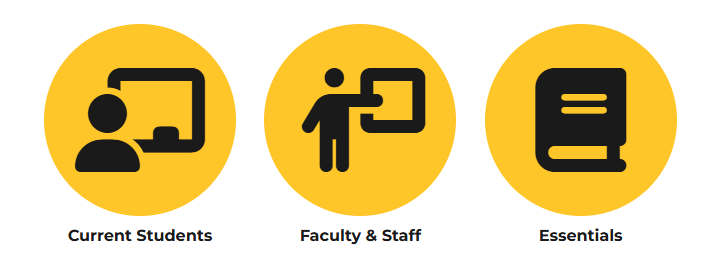 Current Students
Faculty & Staff
Essentials